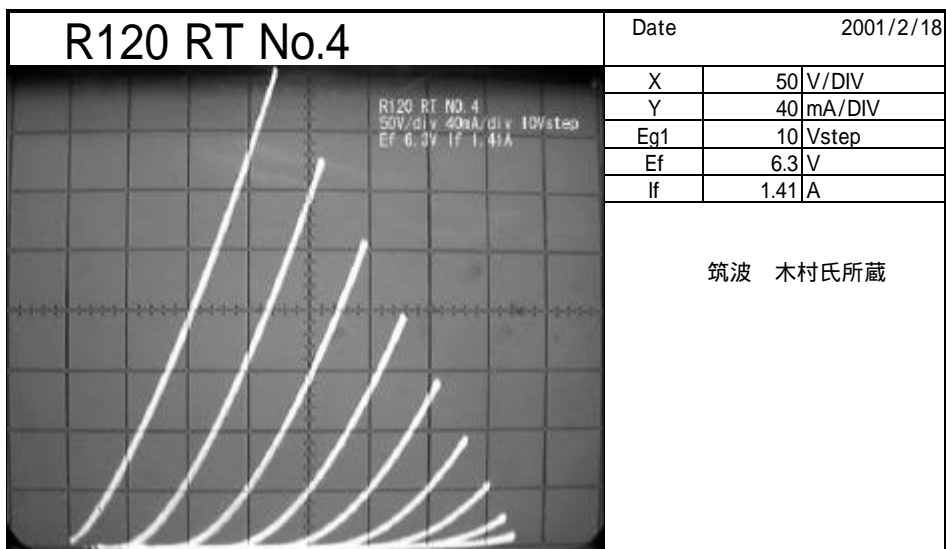 R120 RT No.4
Date 2001/2/18
R120 RT NO.4
50V/div 40mA/div 10Vstep
Ef 6.3V If 1.41A
X 50 V/DIV
Y 40 mA/DIV
Eg1 10 Vstep
Ef 6.3 V
If 1.41 A
筑波 木村氏所蔵